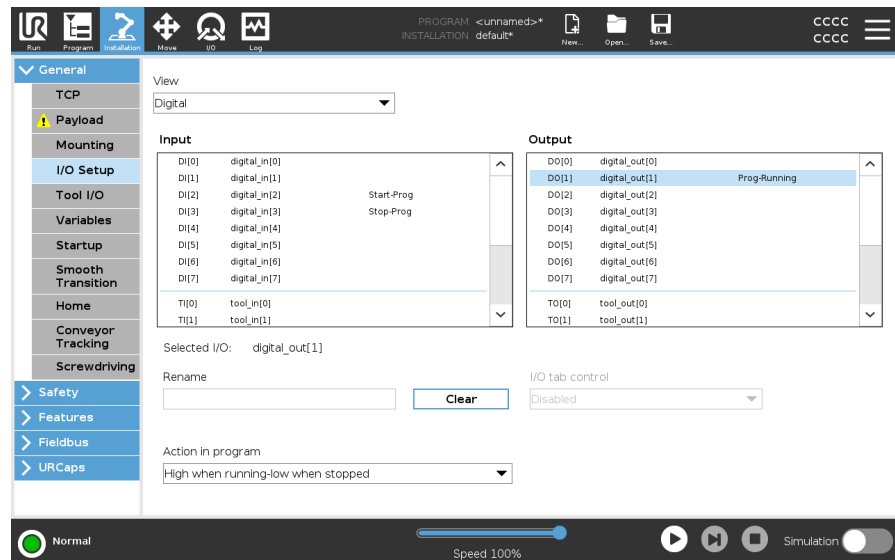 UR
PROGRAM <unnamed>*
INSTALLATION default*
CCCC
CCCC
Run Program Installation Move I/O Log New... Open... Save...
General
TCP
Payload
Mounting
I/O Setup
Tool I/O
Variables
Startup
Smooth
Transition
Home
Conveyor
Tracking
Screwdriving
Safety
Features
Fieldbus
URCaps
View
Digital
Input
DI[0] digital_in[0]
DI[1] digital_in[1]
DI[2] digital_in[2] Start-Prog
DI[3] digital_in[3] Stop-Prog
DI[4] digital_in[4]
DI[5] digital_in[5]
DI[6] digital_in[6]
DI[7] digital_in[7]
TI[0] tool_in[0]
TI[1] tool_in[1]
Output
DO[0] digital_out[0]
DO[1] digital_out[1] Prog-Running
DO[2] digital_out[2]
DO[3] digital_out[3]
DO[4] digital_out[4]
DO[5] digital_out[5]
DO[6] digital_out[6]
DO[7] digital_out[7]
TO[0] tool_out[0]
TO[1] tool_out[1]
Selected I/O: digital_out[1]
Rename
Clear
I/O tab control
Disabled
Action in program
High when running-low when stopped
Normal
Speed 100%
Simulation